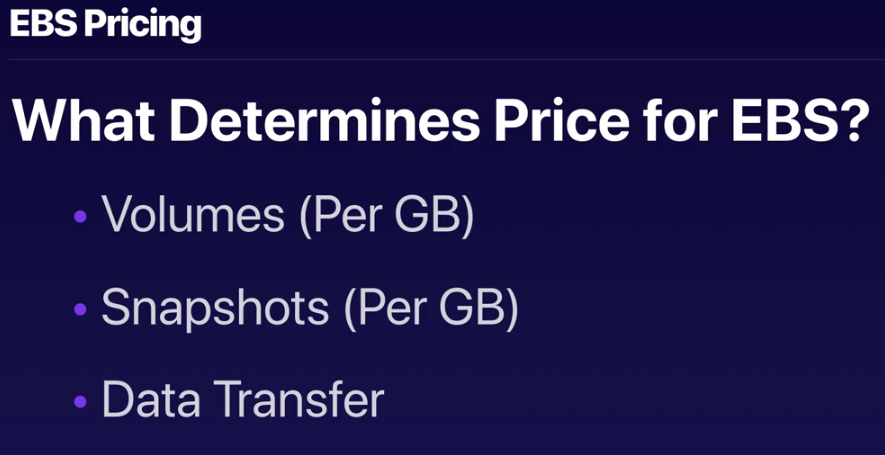 EBS Pricing
What Determines Price for EBS?
• Volumes (Per GB)
• Snapshots (Per GB)
• Data Transfer